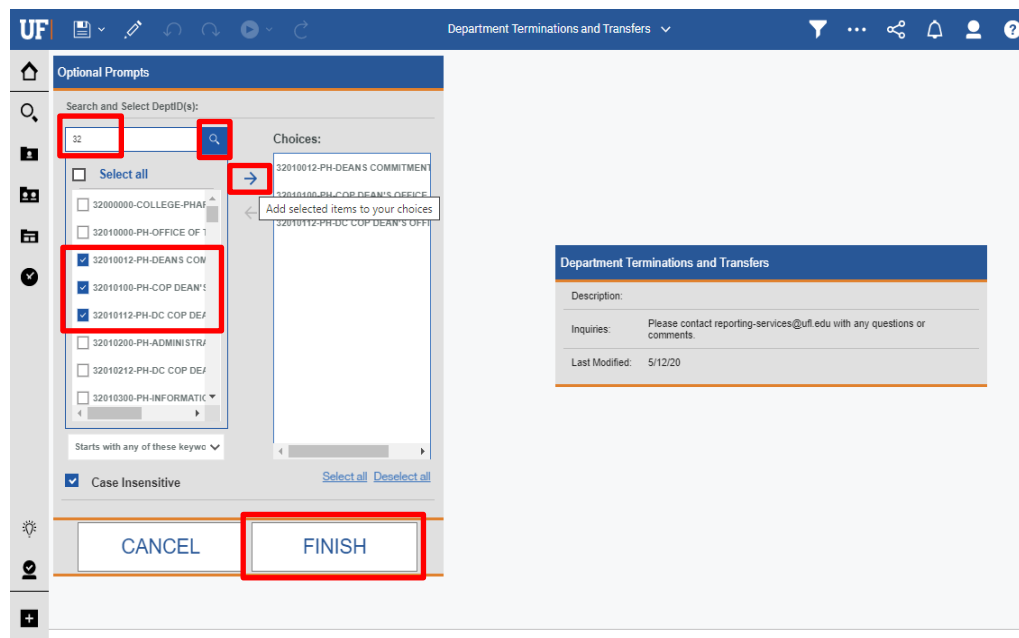 UF
Department Terminations and Transfers
Optional Prompts
Search and Select DeptID(s):
32
Choices:
Select all
32000000-COLLEGE-PHAR
32010000-PH-OFFICE OF T
32010012-PH-DEANS COM
32010100-PH-COP DEAN'S
32010112-PH-DC COP DEA
32010200-PH-ADMINISTRA
32010212-PH-DC COP DEA
32010300-PH-INFORMATIC
Starts with any of these keywo
Case Insensitive
32010012-PH-DEANS COMMITMENT
32010100-PH-COP DEAN'S OFFICE
Add selected items to your choices
32010112-PH-DC COP DEAN'S OFFI
Select all Deselect all
CANCEL
FINISH
Department Terminations and Transfers
Description:
Inquiries: Please contact reporting-services@ufl.edu with any questions or
comments.
Last Modified: 5/12/20